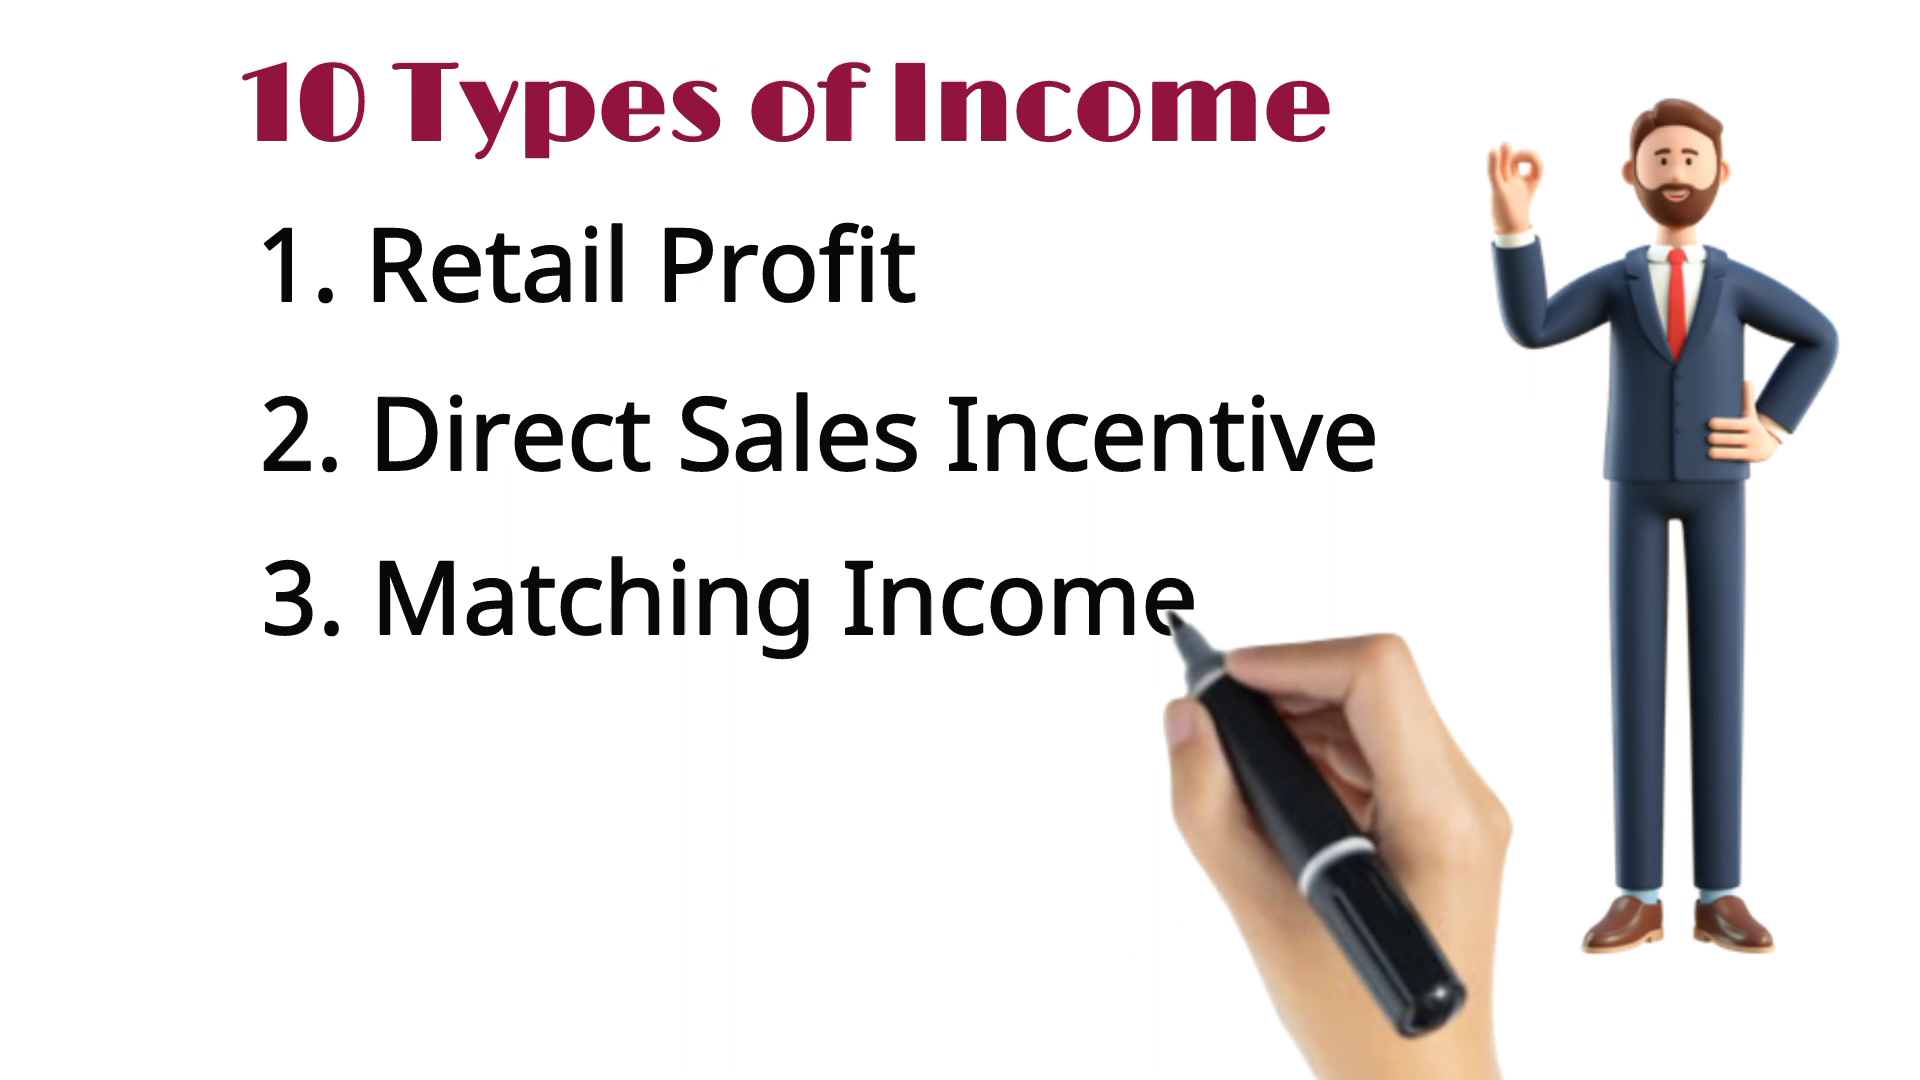 10 Types of Income
1. Retail Profit
2. Direct Sales Incentive
3. Matching Income